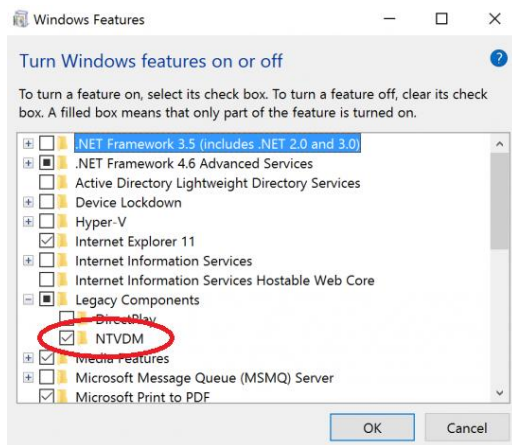 Windows Features
Turn Windows features on or off
To turn a feature on, select its check box. To turn a feature off, clear its check
box. A filled box means that only part of the feature is turned on.
.NET Framework 3.5 (includes .NET 2.0 and 3.0)
.NET Framework 4.6 Advanced Services
Active Directory Lightweight Directory Services
Device Lockdown
Hyper-V
Internet Explorer 11
Internet Information Services
Internet Information Services Hostable Web Core
Legacy Components
DirectPlay
NTVDM
Media Features
Microsoft Message Queue (MSMQ) Server
Microsoft Print to PDF
OK
Cancel